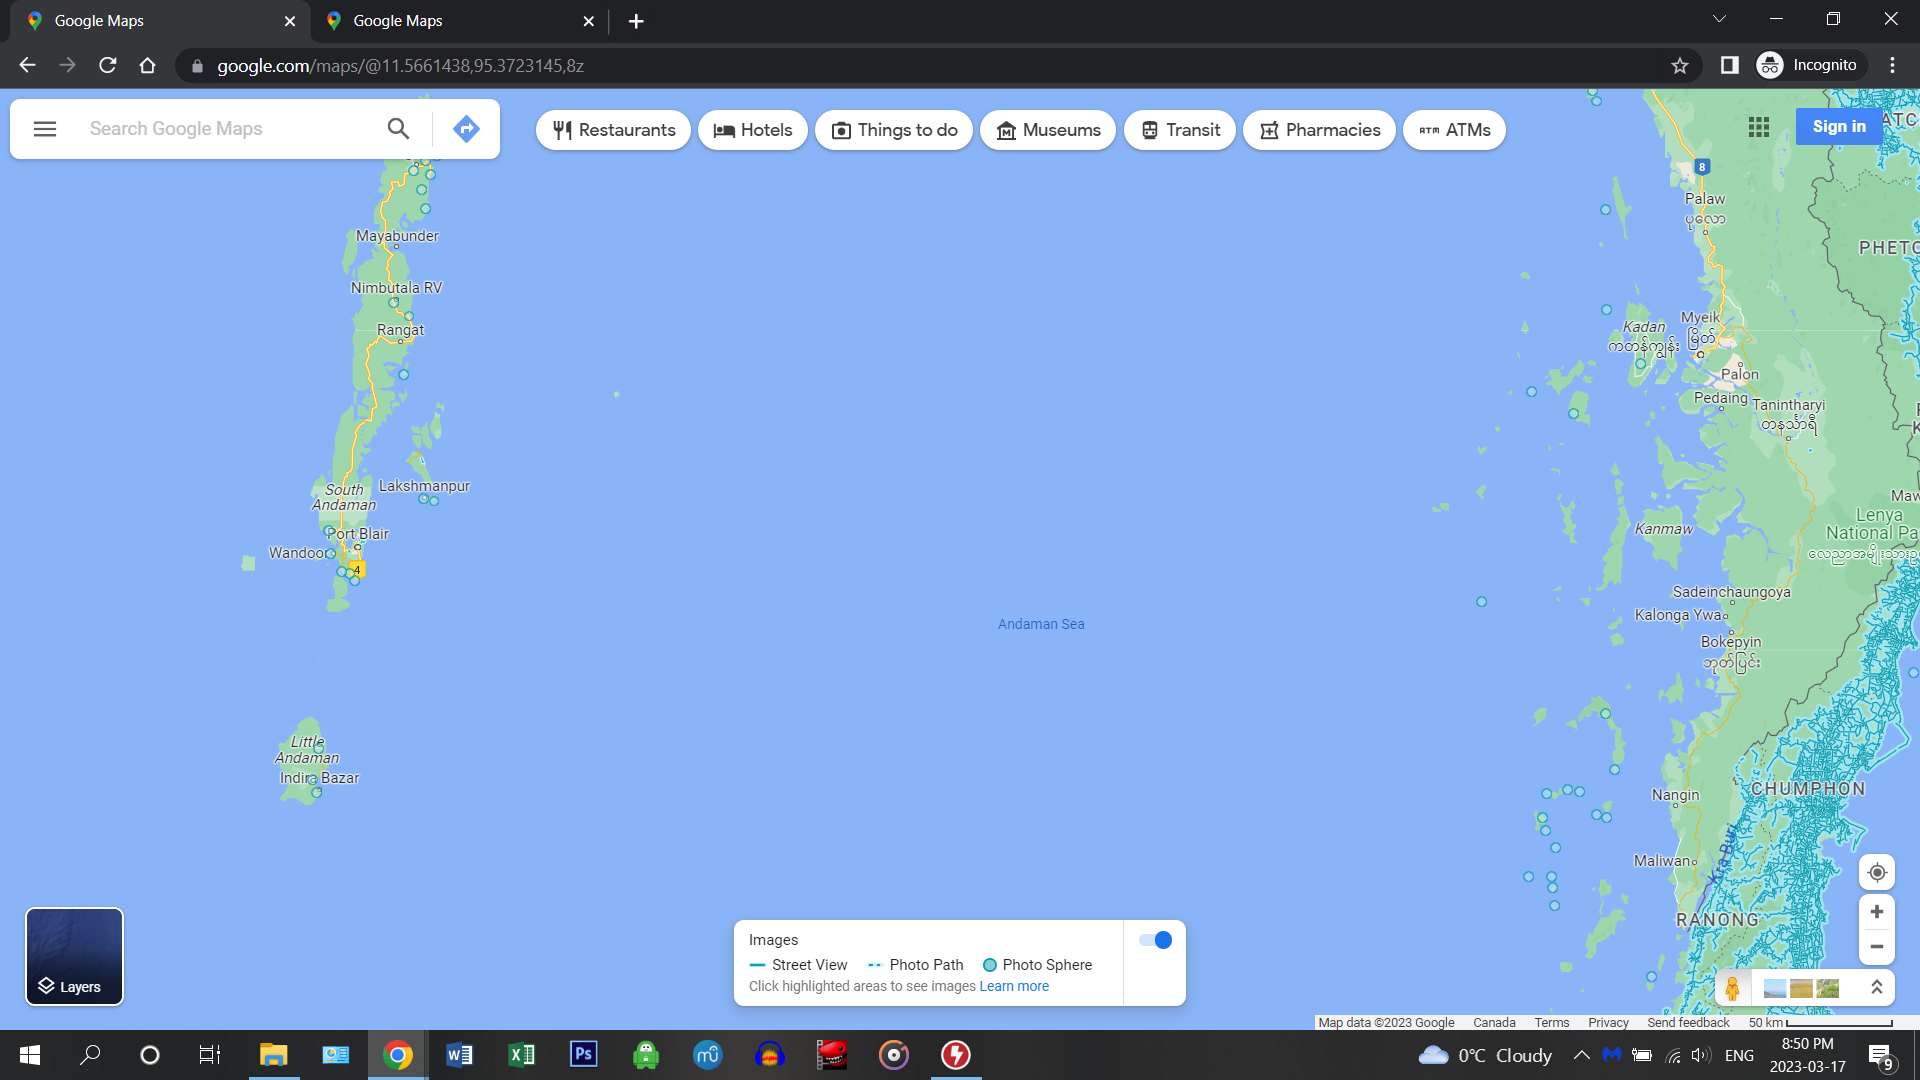 Google Maps
Google Maps
google.com/maps/@11.5661438,95.3723145,8z
Incognito
Search Google Maps
Restaurants
Hotels
Things to do
Museums
Transit
Pharmacies
ATM ATMs
Sign in
ATC
8
Palaw
ပုလော
PHETC
Mayabunder
Nimbutala RV
Rangat
Kadan
ကတန်ကျွန်း
Myeik
မြိတ်
Palon
Pedaing
Tanintharyi
တနင်္သာရီ
South
Andaman
Lakshmanpur
Port Blair
Wandoor
4
Kanmaw
Maw
Lenya
National Pa
Sadeinchaungoya
Kalonga Ywa
Bokepyin
ဘုတ်ပြင်း
Andaman Sea
Little
Andaman
Indira Bazar
Nangin
CHUMPHON
Maliwan
Kra Buri
RANONG
Layers
Images
Street View
Photo Path
Photo Sphere
Click highlighted areas to see images Learn more
Map data ©2023 Google
Canada
Terms
Privacy
Send feedback
50 km
W
X
Ps
mu
0°C Cloudy
ENG
8:50 PM
2023-03-17
9